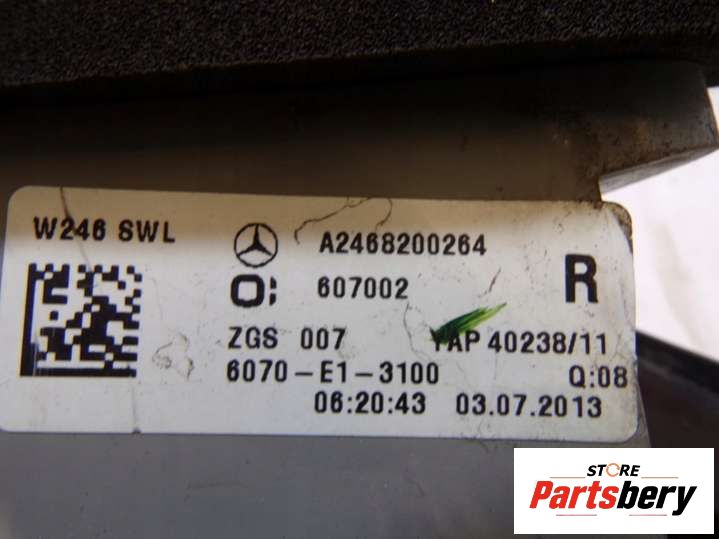 W246 SWL
A2468200264
O: 607002
R
ZGS 007
40238/11
6070-E1-3100
Q:08
06:20:43 03.07.2013
STORE
Partsbery